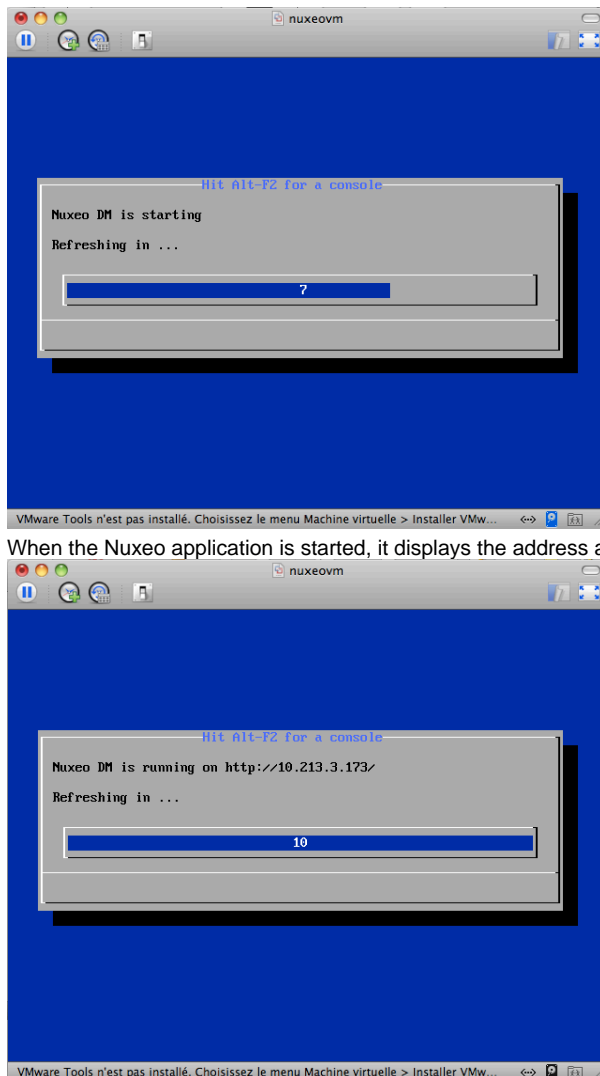 nuxeovm
Hit Alt-F2 for a console
Nuxeo DM is starting
Refreshing in ...
7
VMware Tools n'est pas installé. Choisissez le menu Machine virtuelle > Installer VMw...
When the Nuxeo application is started, it displays the address a
nuxeovm
Hit Alt-F2 for a console
Nuxeo DM is running on http://10.213.3.173/
Refreshing in ...
10
VMware Tools n'est pas installé. Choisissez le menu Machine virtuelle > Installer VMw...